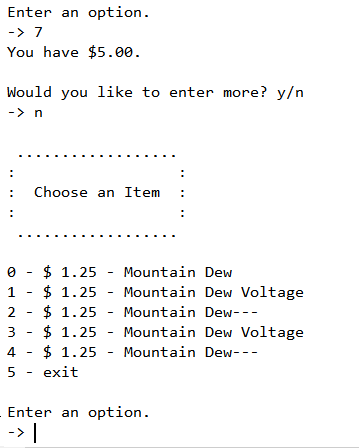 Enter an option.
-> 7
You have $5.00.
Would you like to enter more? y/n
-> n
..................
:                  :
:  Choose an Item  :
:                  :
..................
0 - $ 1.25 - Mountain Dew
1 - $ 1.25 - Mountain Dew Voltage
2 - $ 1.25 - Mountain Dew---
3 - $ 1.25 - Mountain Dew Voltage
4 - $ 1.25 - Mountain Dew---
5 - exit
Enter an option.
->